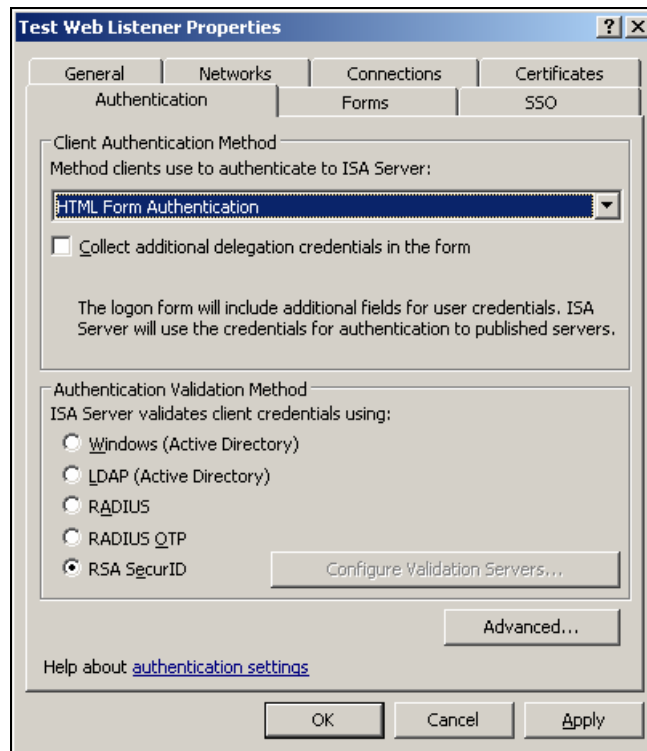 Test Web Listener Properties
General Networks Connections Certificates
Authentication Forms SSO
Client Authentication Method
Method clients use to authenticate to ISA Server:
HTML Form Authentication
Collect additional delegation credentials in the form
The logon form will include additional fields for user credentials. ISA
Server will use the credentials for authentication to published servers.
Authentication Validation Method
ISA Server validates client credentials using:
Windows (Active Directory)
LDAP (Active Directory)
RADIUS
RADIUS OTP
RSA SecurID Configure Validation Servers...
Advanced...
Help about authentication settings
OK Cancel Apply